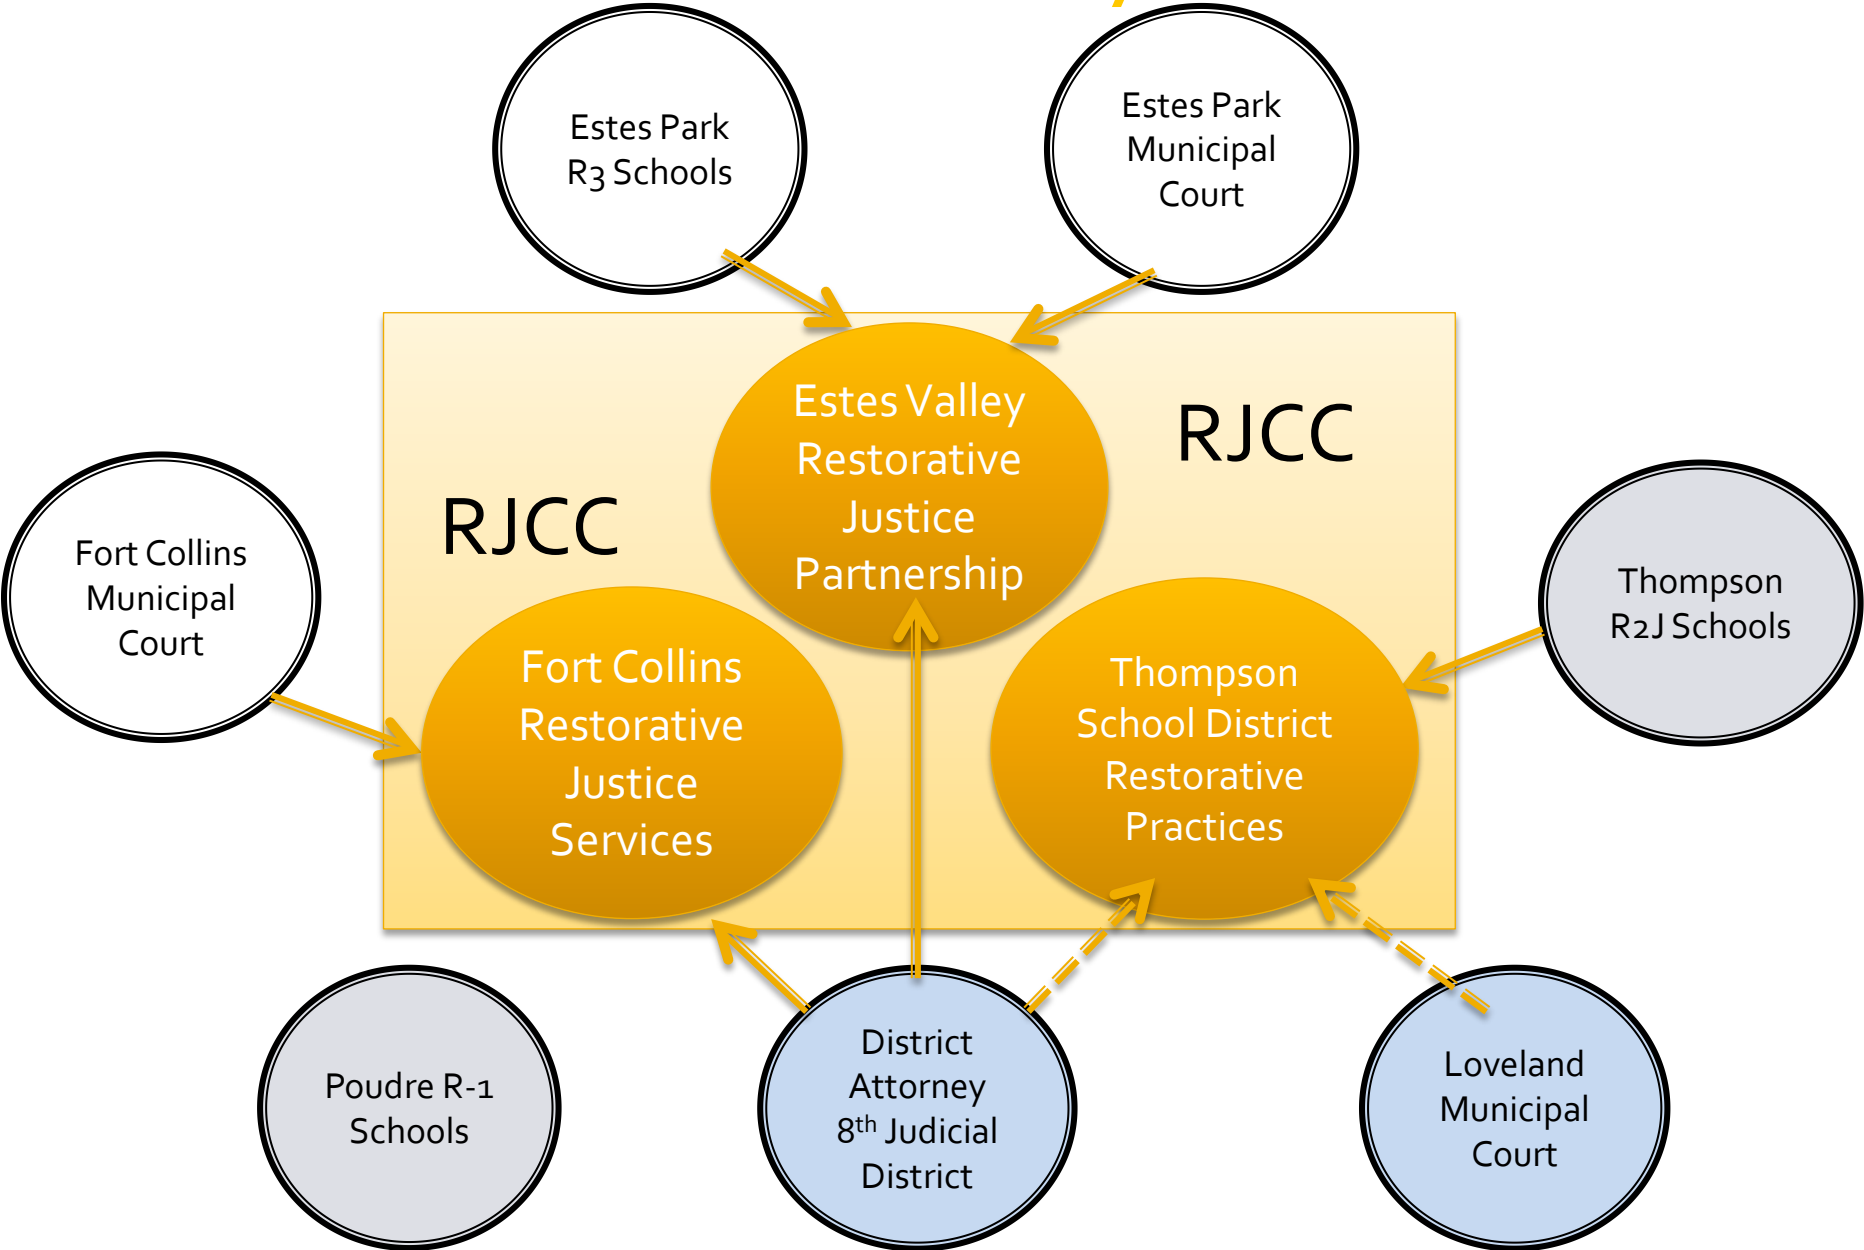 Estes Park
R3 Schools
Estes Park
Municipal
Court
Estes Valley
Restorative
Justice
Partnership
RJCC
RJCC
Fort Collins
Municipal
Court
Thompson
R2J Schools
Fort Collins
Restorative
Justice
Services
Thompson
School District
Restorative
Practices
Poudre R-1
Schools
District
Attorney
8th Judicial
District
Loveland
Municipal
Court